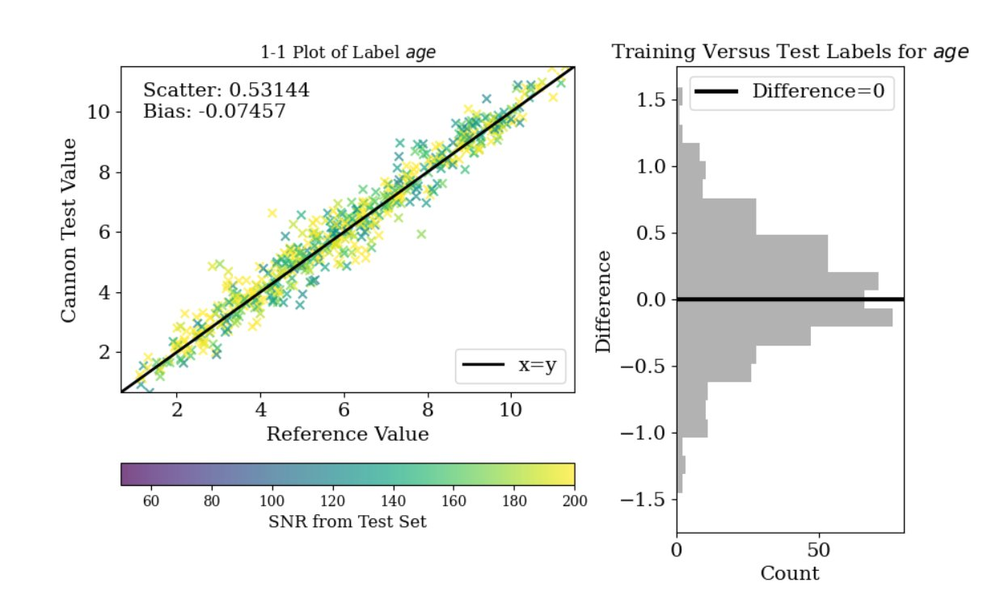 1-1 Plot of Label age
Scatter: 0.53144
Bias: -0.07457
Cannon Test Value
10
8
6
4
2
x=y
2 4 6 8 10
Reference Value
60 80 100 120 140 160 180 200
SNR from Test Set
Training Versus Test Labels for age
Difference=0
Difference
1.5
1.0
0.5
0.0
−0.5
−1.0
−1.5
0 50
Count